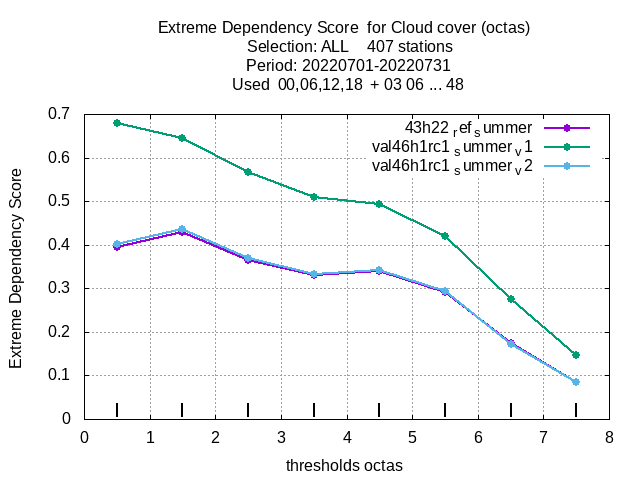 Extreme Dependency Score  for Cloud cover (octas)
Selection: ALL    407 stations
Period: 20220701-20220731
Used  00,06,12,18  + 03 06 ... 48
43h22 ref summer
val46h1rc1 summer v1
val46h1rc1 summer v2
0.7
0.6
0.5
0.4
0.3
0.2
0.1
0
Extreme Dependency Score
0 1 2 3 4 5 6 7 8
thresholds octas